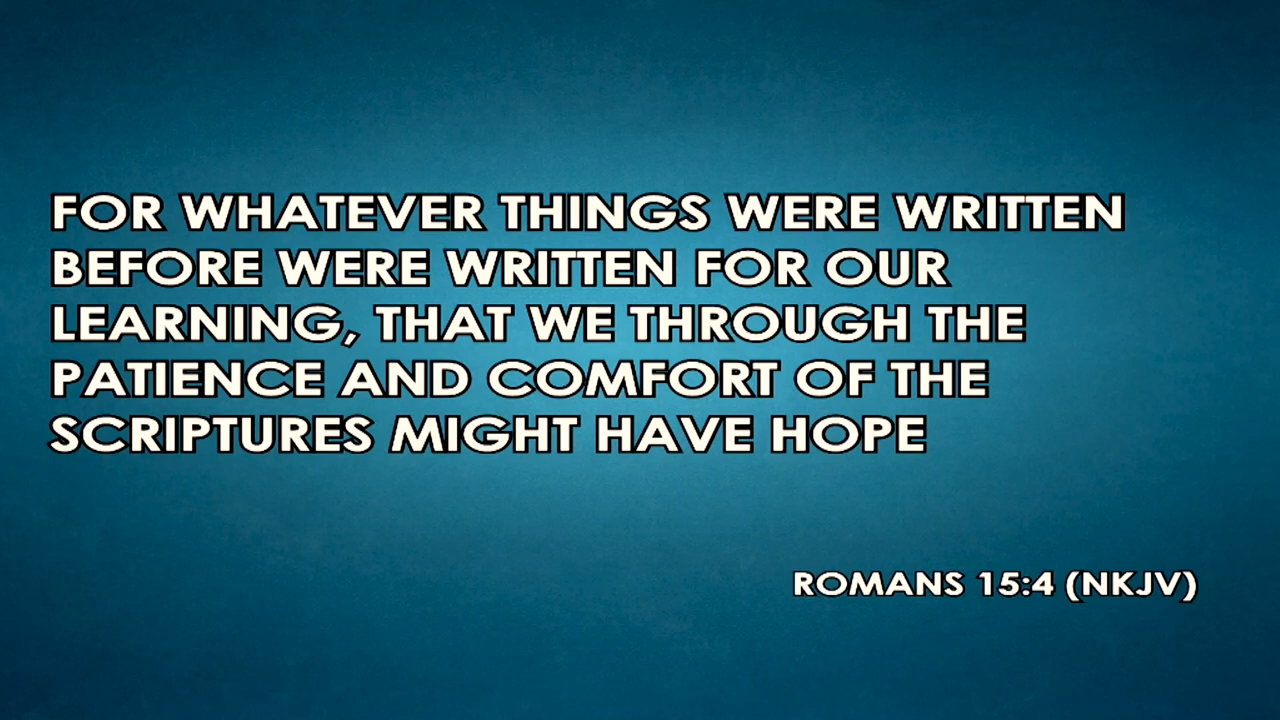 FOR WHATEVER THINGS WERE WRITTEN
BEFORE WERE WRITTEN FOR OUR
LEARNING, THAT WE THROUGH THE
PATIENCE AND COMFORT OF THE
SCRIPTURES MIGHT HAVE HOPE
ROMANS 15:4 (NKJV)